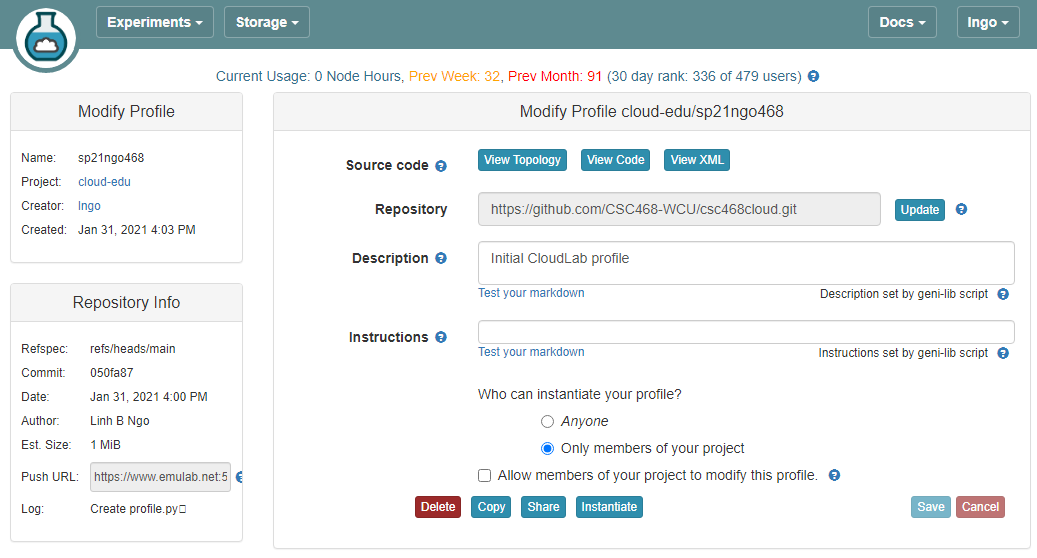 Experiments Storage Docs lngo
Current Usage: 0 Node Hours, Prev Week: 32, Prev Month: 91 (30 day rank: 336 of 479 users)
Modify Profile
Name: sp21ngo468
Project: cloud-edu
Creator: lngo
Created: Jan 31, 2021 4:03 PM
Repository Info
Refspec: refs/heads/main
Commit: 050fa87
Date: Jan 31, 2021 4:00 PM
Author: Linh B Ngo
Est. Size: 1 MiB
Push URL: https://www.emulab.net:5
Log: Create profile.py
Modify Profile cloud-edu/sp21ngo468
Source code View Topology View Code View XML
Repository https://github.com/CSC468-WCU/csc468cloud.git Update
Description Initial CloudLab profile
Test your markdown Description set by geni-lib script
Instructions
Test your markdown Instructions set by geni-lib script
Who can instantiate your profile?
Anyone
Only members of your project
Allow members of your project to modify this profile.
Delete Copy Share Instantiate Save Cancel